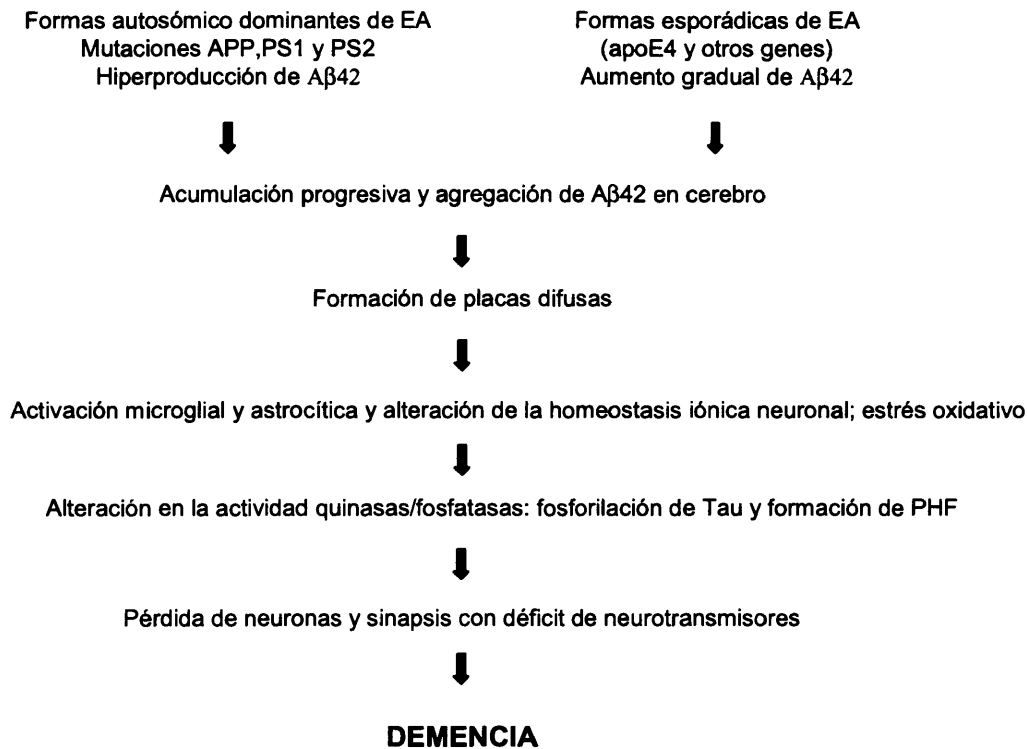 Formas autosómico dominantes de EA
Mutaciones APP,PS1 y PS2
Hiperproducción de Aβ42
Formas esporádicas de EA
(apoE4 y otros genes)
Aumento gradual de Aβ42
Acumulación progresiva y agregación de Aβ42 en cerebro
Formación de placas difusas
Activación microglial y astrocítica y alteración de la homeostasis iónica neuronal; estrés oxidativo
Alteración en la actividad quinasas/fosfatasas: fosforilación de Tau y formación de PHF
Pérdida de neuronas y sinapsis con déficit de neurotransmisores
DEMENCIA